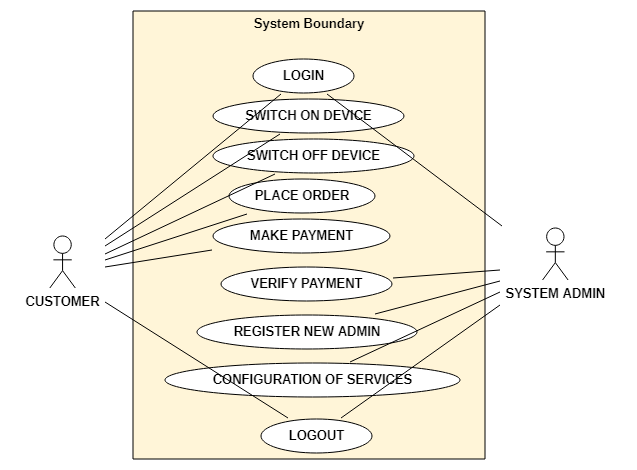 System Boundary
LOGIN
SWITCH ON DEVICE
SWITCH OFF DEVICE
PLACE ORDER
MAKE PAYMENT
VERIFY PAYMENT
CUSTOMER
SYSTEM ADMIN
REGISTER NEW ADMIN
CONFIGURATION OF SERVICES
LOGOUT